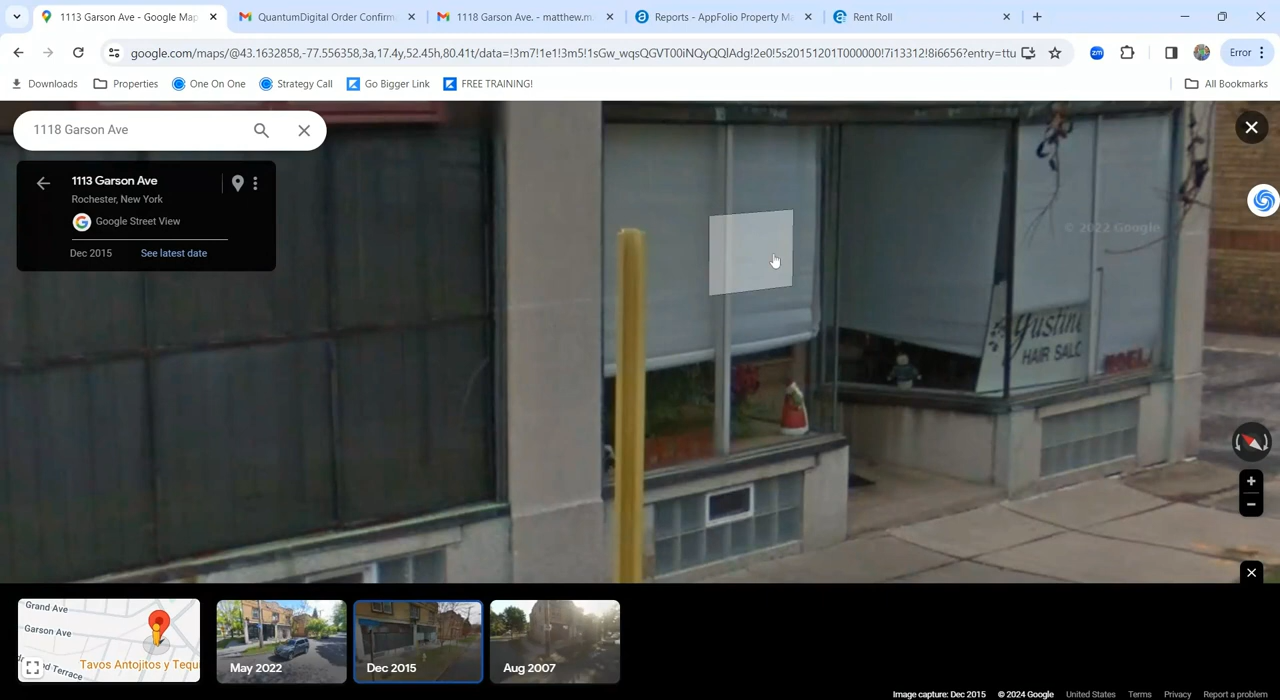 1113 Garson Ave - Google Map
QuantumDigital Order Confirm
1118 Garson Ave. - matthew.m
Reports - AppFolio Property M
Rent Roll
google.com/maps/@43.1632858,-77.556358,3a,17.4y,52.45h,80.41t/data=!3m7!1e1!3m5!1sGw_wqsQGVT00iNQyQQlAdg!2e0!5s20151201T000000!7i13312!8i6656?entry=ttu
zm
Error
Downloads
Properties
One On One
Strategy Call
Go Bigger Link
FREE TRAINING!
All Bookmarks
1118 Garson Ave
1113 Garson Ave
Rochester, New York
Google Street View
Dec 2015
See latest date
© 2022 Google
HAIR SALO
Grand Ave
Garson Ave
Terrace
Tavos Antojitos y Tequ
May 2022
Dec 2015
Aug 2007
Image capture: Dec 2015
© 2024 Google
United States
Terms
Privacy
Report a problem